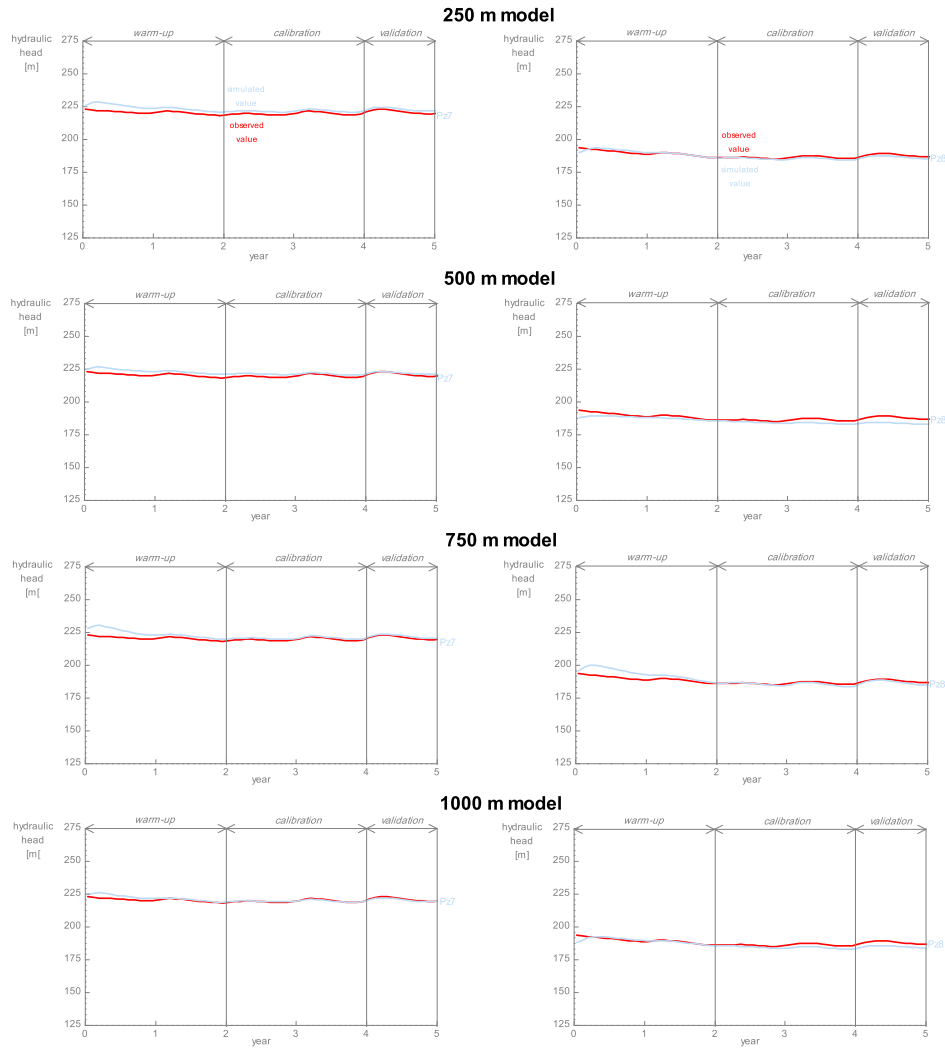 250 m model
hydraulic
head
[m]
warm-up
calibration
validation
275
250
225
200
175
150
125
simulated
value
observed
value
Pz7
0
1
2
3
4
5
year
hydraulic
head
[m]
warm-up
calibration
validation
275
250
225
200
175
150
125
observed
value
simulated
value
Pz8
0
1
2
3
4
5
year
500 m model
hydraulic
head
[m]
warm-up
calibration
validation
275
250
225
200
175
150
125
Pz7
0
1
2
3
4
5
year
hydraulic
head
[m]
warm-up
calibration
validation
275
250
225
200
175
150
125
Pz8
0
1
2
3
4
5
year
750 m model
hydraulic
head
[m[
warm-up
calibration
validation
275
250
225
200
175
150
125
Pz7
0
1
2
3
4
5
year
hydraulic
head
[m]
warm-up
calibration
validation
275
250
225
200
175
150
125
Pz8
0
1
2
3
4
5
year
1000 m model
hydraulic
head
[m[
warm-up
calibration
validation
275
250
225
200
175
150
125
Pz7
0
1
2
3
4
5
year
hydraulic
head
[m]
warm-up
calibration
validation
275
250
225
200
175
150
125
Pz8
0
1
2
3
4
5
year